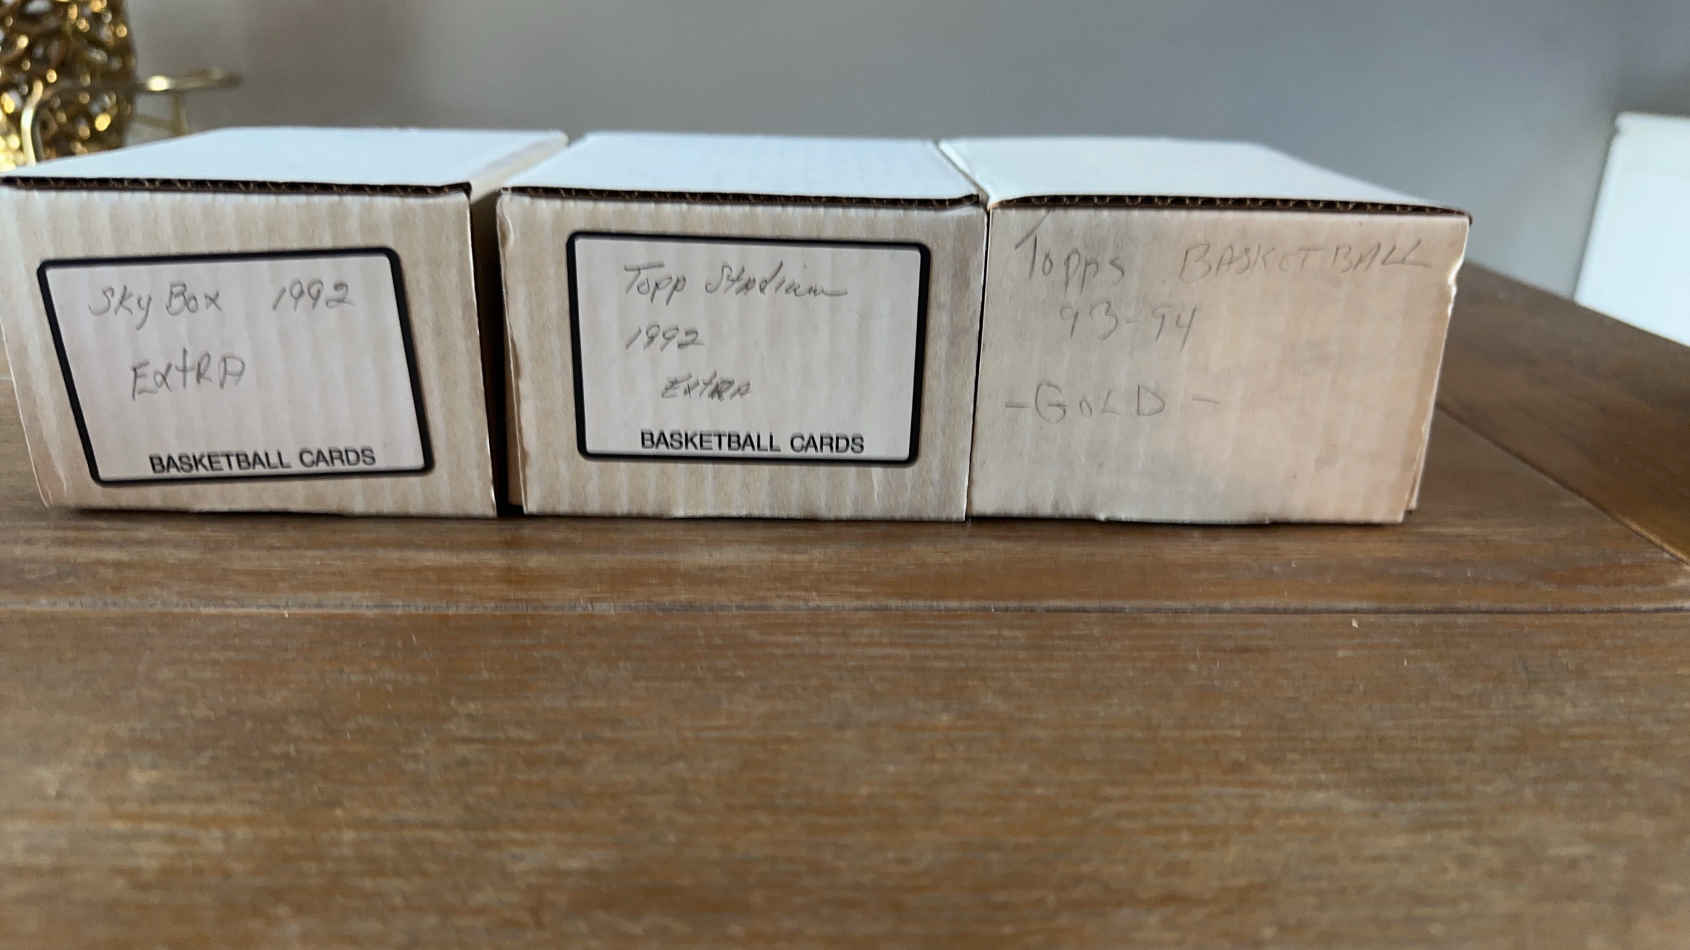 Sky Box 1992
ExtRA
BASKETBALL CARDS
Topp Stadium
1992
ExtRA
BASKETBALL CARDS
Topps BASKETBALL
93-94
-GOLD-